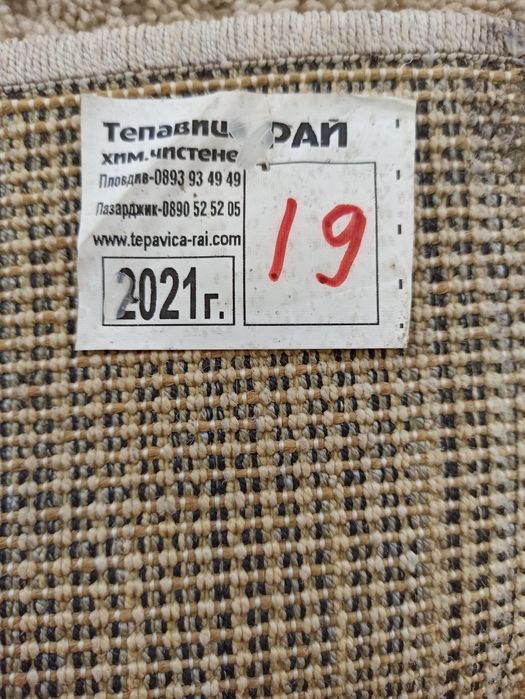 Тепавица РАЙ
хим.чистене
Пловдив-0893 93 49 49
Пазарджик-0890 52 52 05
www.tepavica-rai.com
2021г.
19